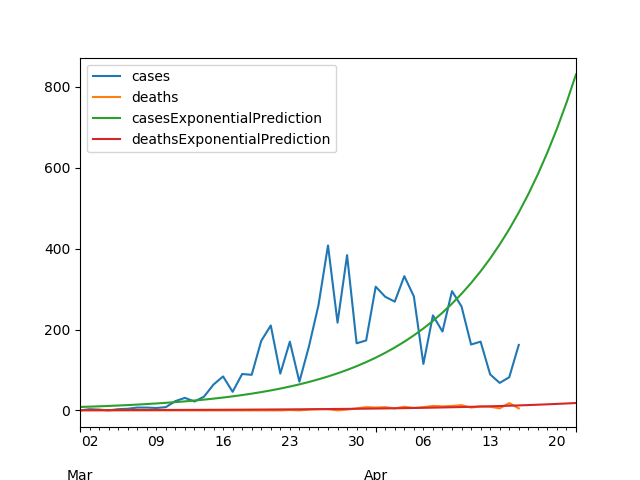 cases
deaths
casesExponentialPrediction
deathsExponentialPrediction
800
600
400
200
0
02 09 16 23 30 06 13 20
Mar Apr